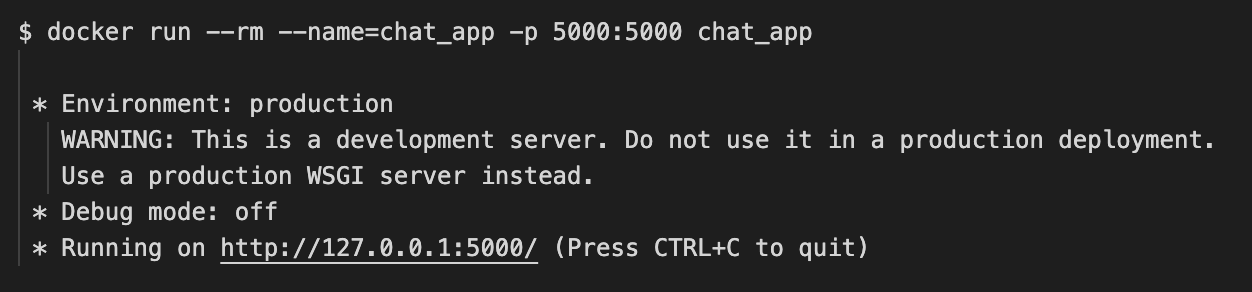 $ docker run --rm --name=chat_app -p 5000:5000 chat_app
* Environment: production
WARNING: This is a development server. Do not use it in a production deployment.
Use a production WSGI server instead.
* Debug mode: off
* Running on http://127.0.0.1:5000/ (Press CTRL+C to quit)